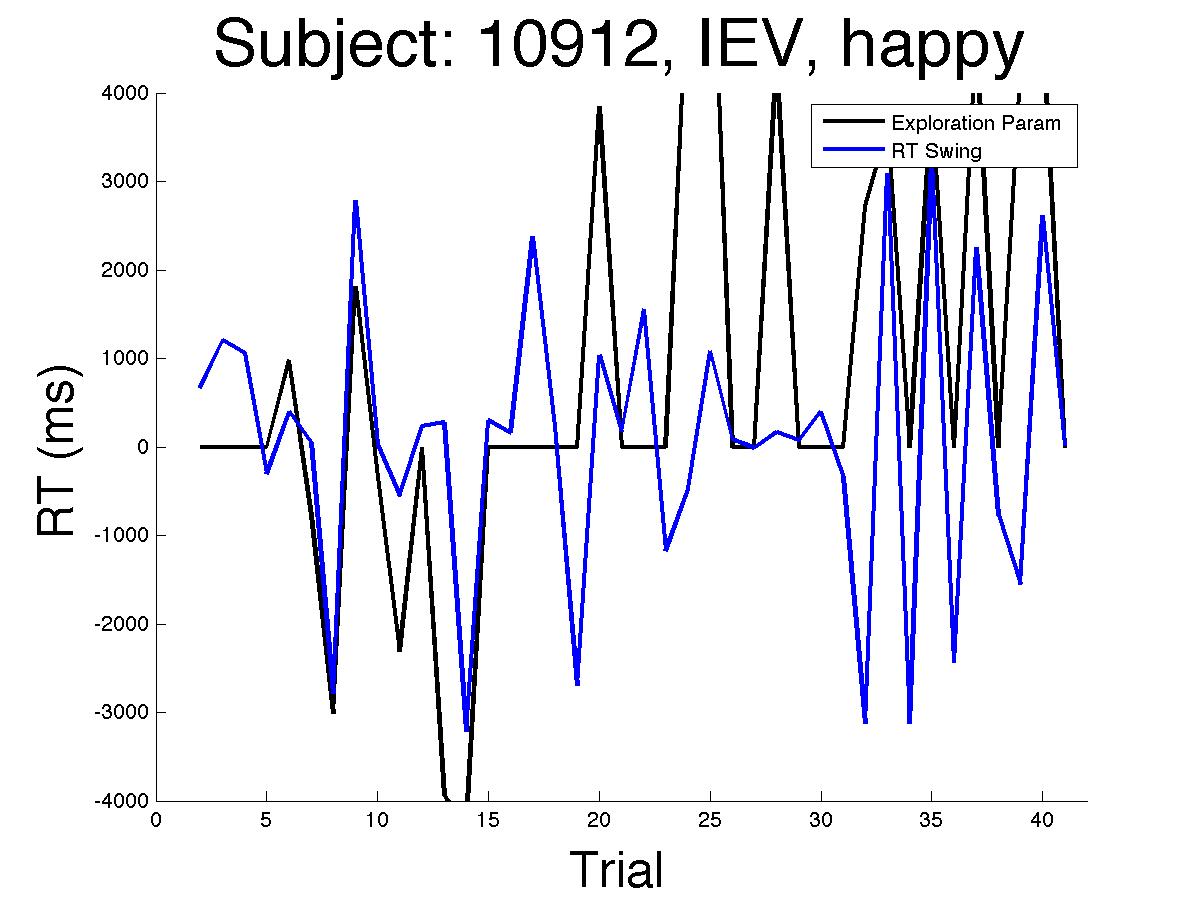 Subject: 10912, IEV, happy
4000
3000
2000
1000
0
-1000
-2000
-3000
-4000
RT (ms)
Exploration Param
RT Swing
0 5 10 15 20 25 30 35 40
Trial